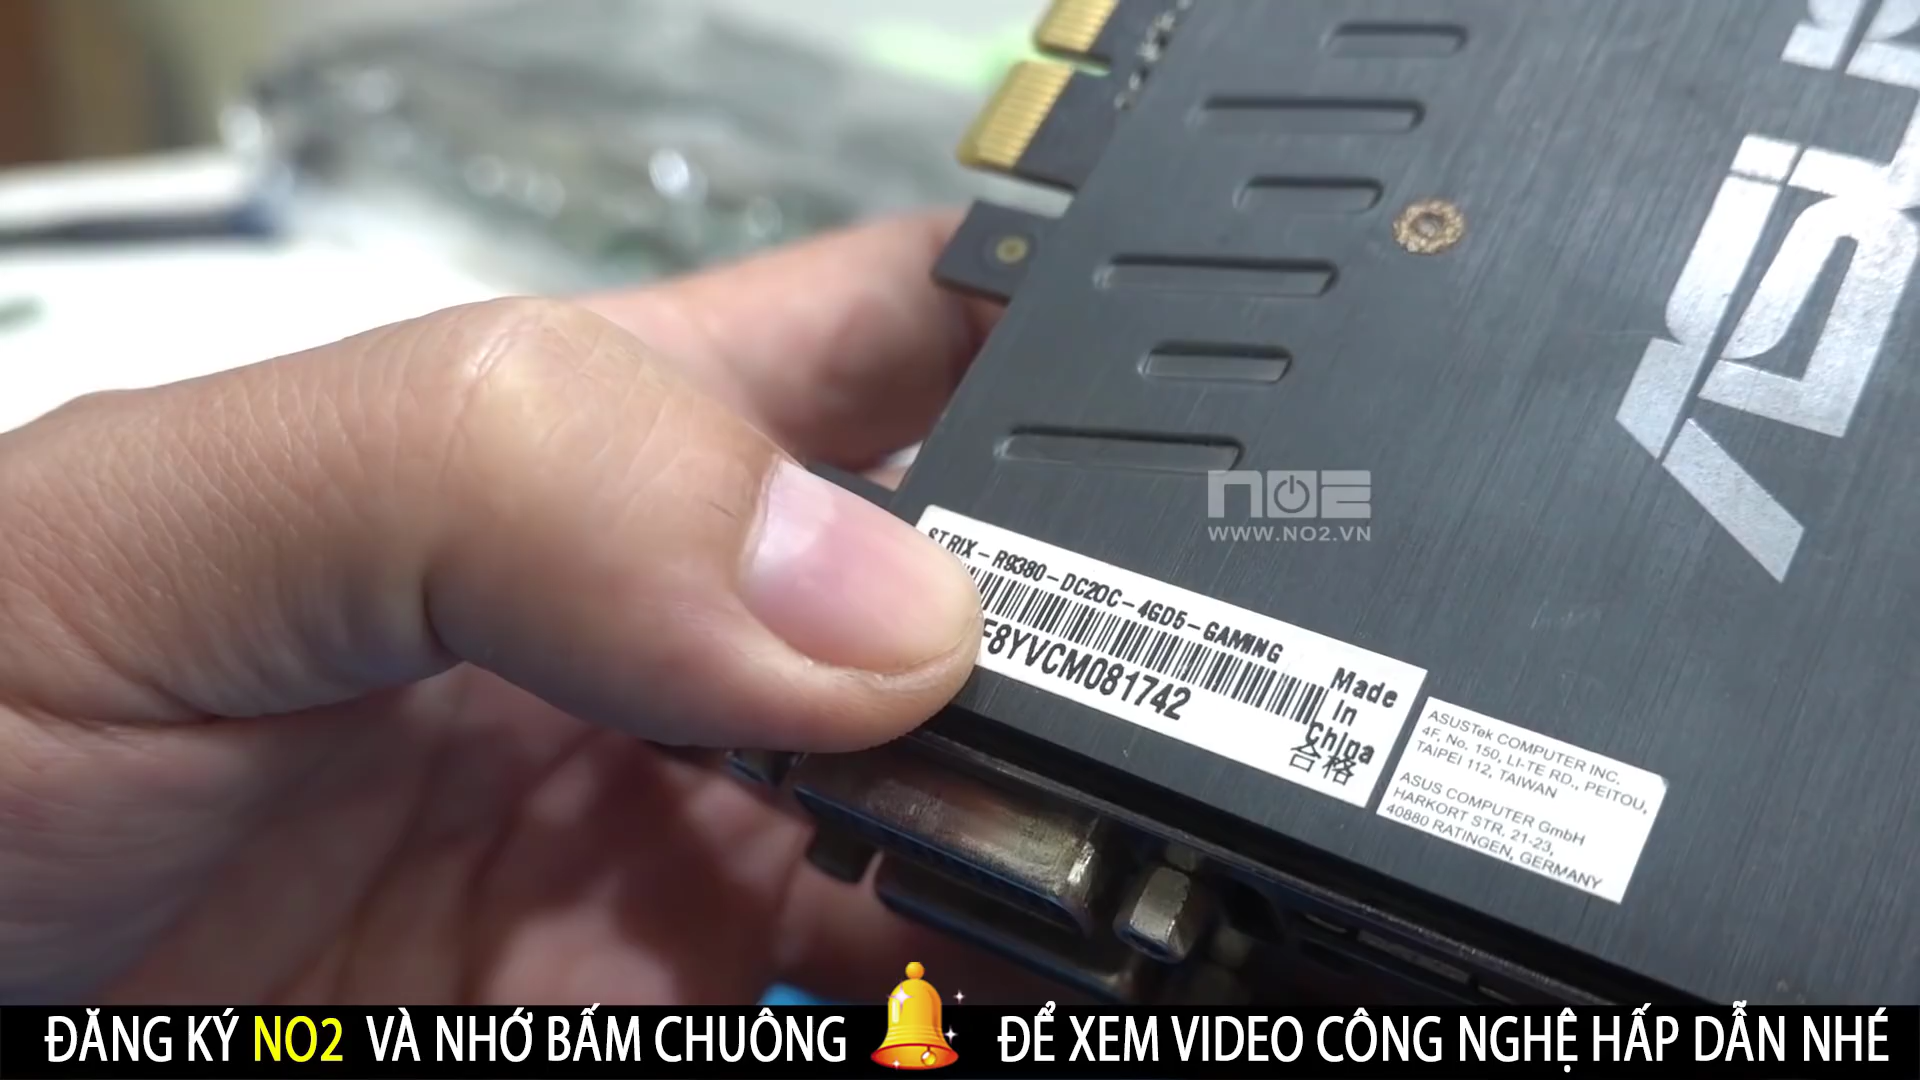 ASUS
NO2
WWW.NO2.VN
STRIX-R9380-DC2OC-4GD5-GAMING
F8YVCM081742
Made
in
China
合格
ASUSTek COMPUTER INC.
4F, No. 150, LI-TE RD., PEITOU,
TAIPEI 112, TAIWAN
ASUS COMPUTER GmbH
HARKORT STR. 21-23,
40880 RATINGEN, GERMANY
ĐĂNG KÝ NO2 VÀ NHỚ BẤM CHUÔNG ĐỂ XEM VIDEO CÔNG NGHỆ HẤP DẪN NHÉ